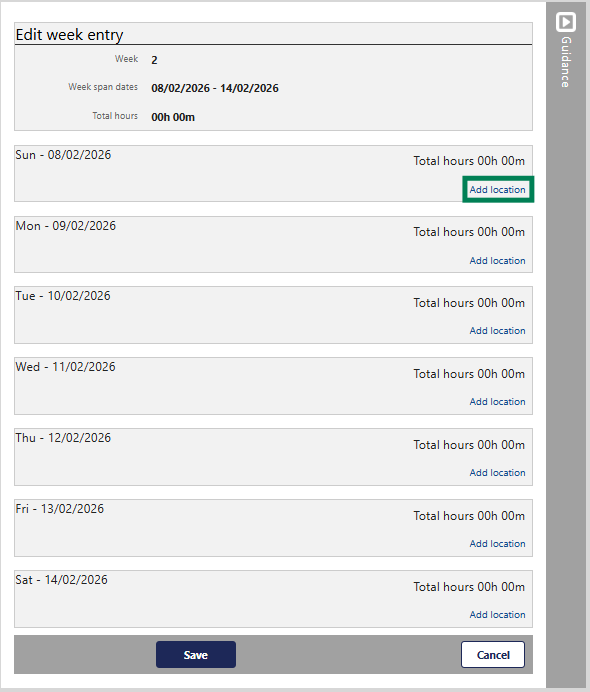 Edit week entry
Week 2
Week span dates 08/02/2026 - 14/02/2026
Total hours 00h 00m
Sun - 08/02/2026
Total hours 00h 00m
Add location
Mon - 09/02/2026
Total hours 00h 00m
Add location
Tue - 10/02/2026
Total hours 00h 00m
Add location
Wed - 11/02/2026
Total hours 00h 00m
Add location
Thu - 12/02/2026
Total hours 00h 00m
Add location
Fri - 13/02/2026
Total hours 00h 00m
Add location
Sat - 14/02/2026
Total hours 00h 00m
Add location
Save Cancel
Guidance